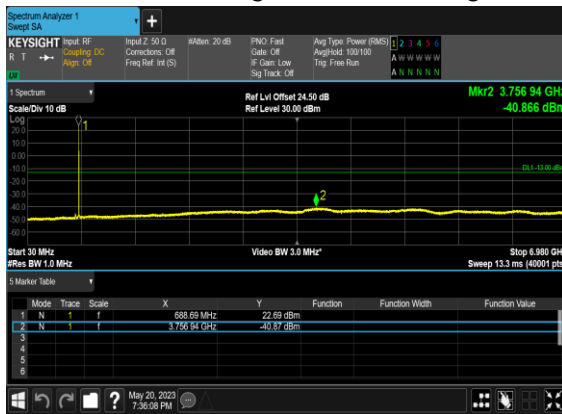 Spectrum Analyzer 1
Swept SA
KEYSIGHT Input: RF Input Z: 50 Ω #Atten: 20 dB PNO: Fast Avg Type: Power (RMS) 1 2 3 4 5 6
R T Coupling: DC Corrections: Off Gate: Off Avg|Hold: 100/100 A W W W W W
Align: Off Freq Ref: Int (S) IF Gain: Low Trig: Free Run A N N N N N
Sig Track: Off
1 Spectrum Ref Lvl Offset 24.50 dB Mkr2 3.756 94 GHz
Scale/Div 10 dB Ref Level 30.00 dBm -40.866 dBm
Log
20.0
10.0
0.00
-10.0
-20.0
-30.0
-40.0
-50.0
-60.0
1
2
DL1 -13.00 dBm
Start 30 MHz Video BW 3.0 MHz* Stop 6.980 GHz
#Res BW 1.0 MHz Sweep 13.3 ms (40001 pts)
5 Marker Table
Mode Trace Scale X Y Function Function Width Function Value
1 N 1 f 688.69 MHz 22.69 dBm
2 N 1 f 3.756 94 GHz -40.87 dBm
3
4
5
6
? May 20, 2023
7:36:08 PM